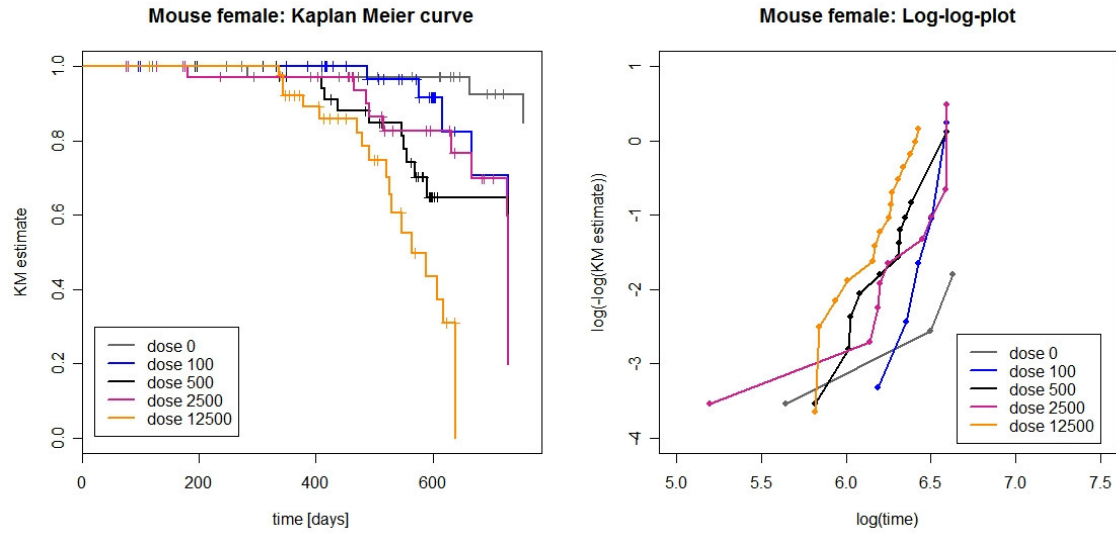 Mouse female: Kaplan Meier curve
KM estimate
1.0
0.8
0.6
0.4
0.2
0.0
dose 0
dose 100
dose 500
dose 2500
dose 12500
0 200 400 600
time [days]
Mouse female: Log-log-plot
log(-log(KM estimate))
1
0
-1
-2
-3
-4
dose 0
dose 100
dose 500
dose 2500
dose 12500
5.0 5.5 6.0 6.5 7.0 7.5
log(time)